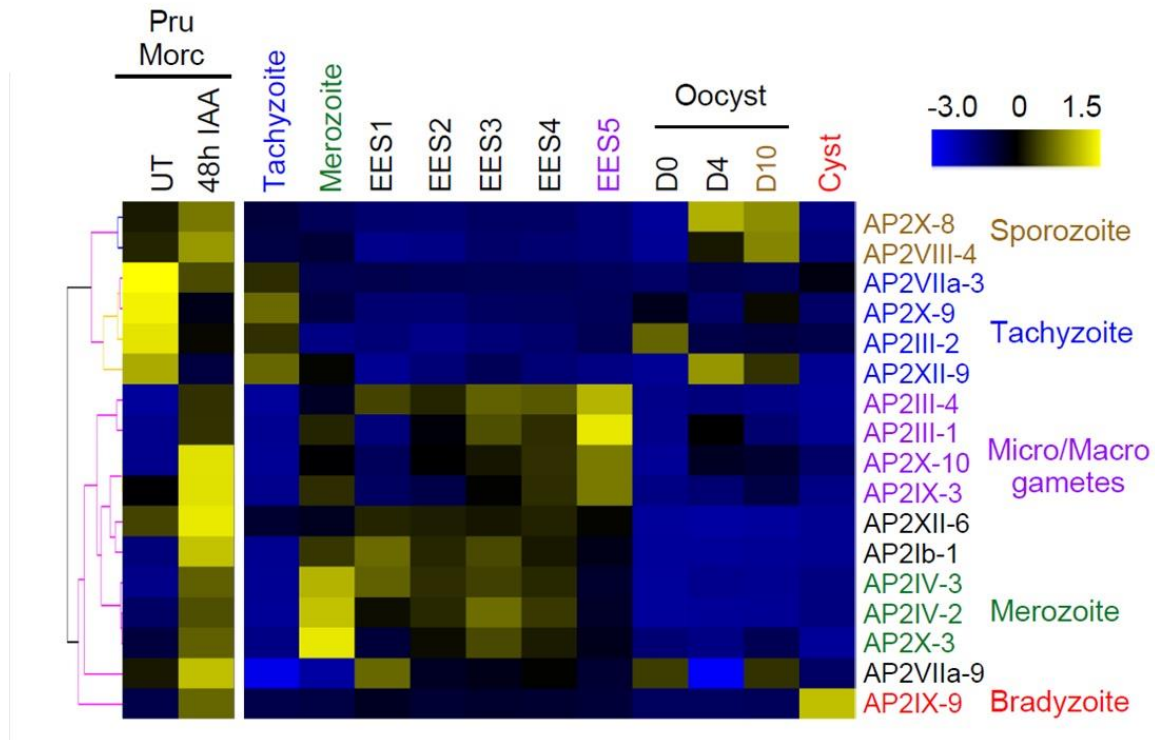 Pru
Morc
UT
48h IAA
Tachyzoite
Merozoite
EES1
EES2
EES3
EES4
EES5
Oocyst
D0
D4
D10
Cyst
-3.0 0 1.5
AP2X-8
AP2VIII-4
Sporozoite
AP2VIIa-3
AP2X-9
AP2III-2
AP2XII-9
Tachyzoite
AP2III-4
AP2III-1
AP2X-10
AP2IX-3
Micro/Macro
gametes
AP2XII-6
AP2Ib-1
AP2IV-3
AP2IV-2
AP2X-3
Merozoite
AP2VIIa-9
AP2IX-9
Bradyzoite